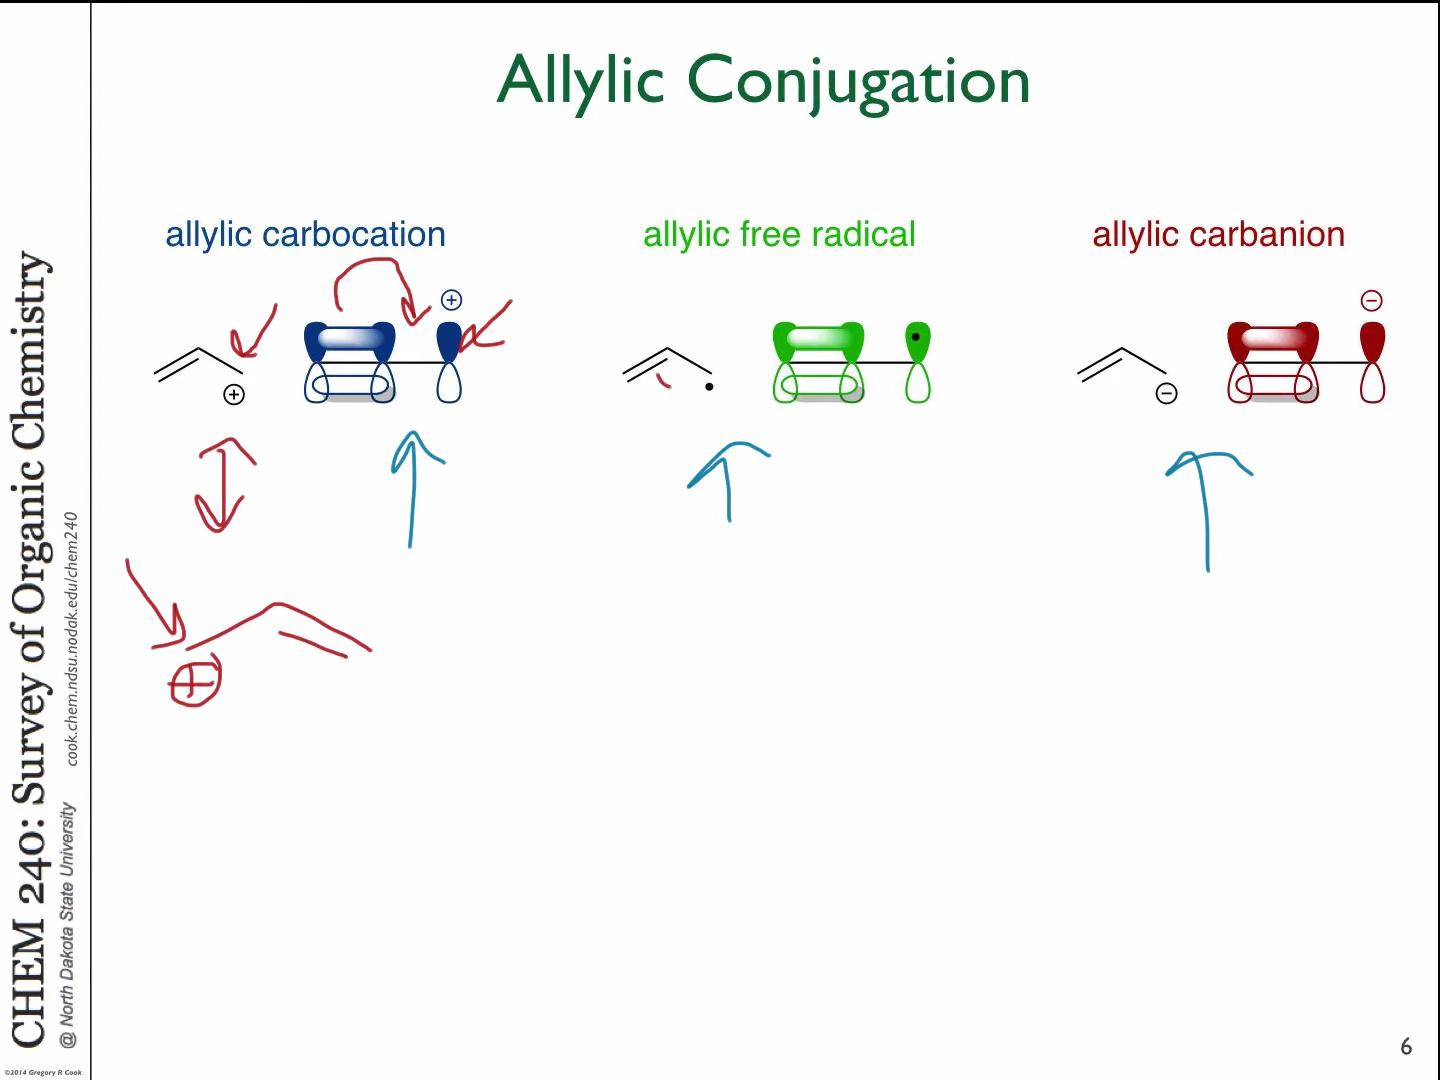 Allylic Conjugation
allylic carbocation
allylic free radical
allylic carbanion
CHEM 240: Survey of Organic Chemistry
@ North Dakota State University
cook.chem.ndsu.nodak.edu/chem240
©2014 Gregory R Cook
6